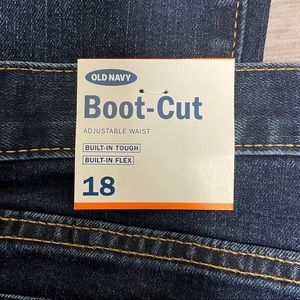 OLD NAVY
Boot-Cut
ADJUSTABLE WAIST
BUILT-IN TOUGH
BUILT-IN FLEX
18